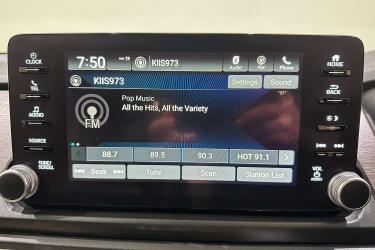 CLOCK
TEL
AUDIO
SOURCE
TUNE/
SCROLL
7:50
KIIS973
Audio
FM
Phone
KIIS973
Settings
Sound
"ST"
Pop Music
All the Hits, All the Variety
FM
88.7
89.5
90.3
HOT 91.1
Seek
Tune
Scan
Station List
HOME
BACK
VOL
AUDIO